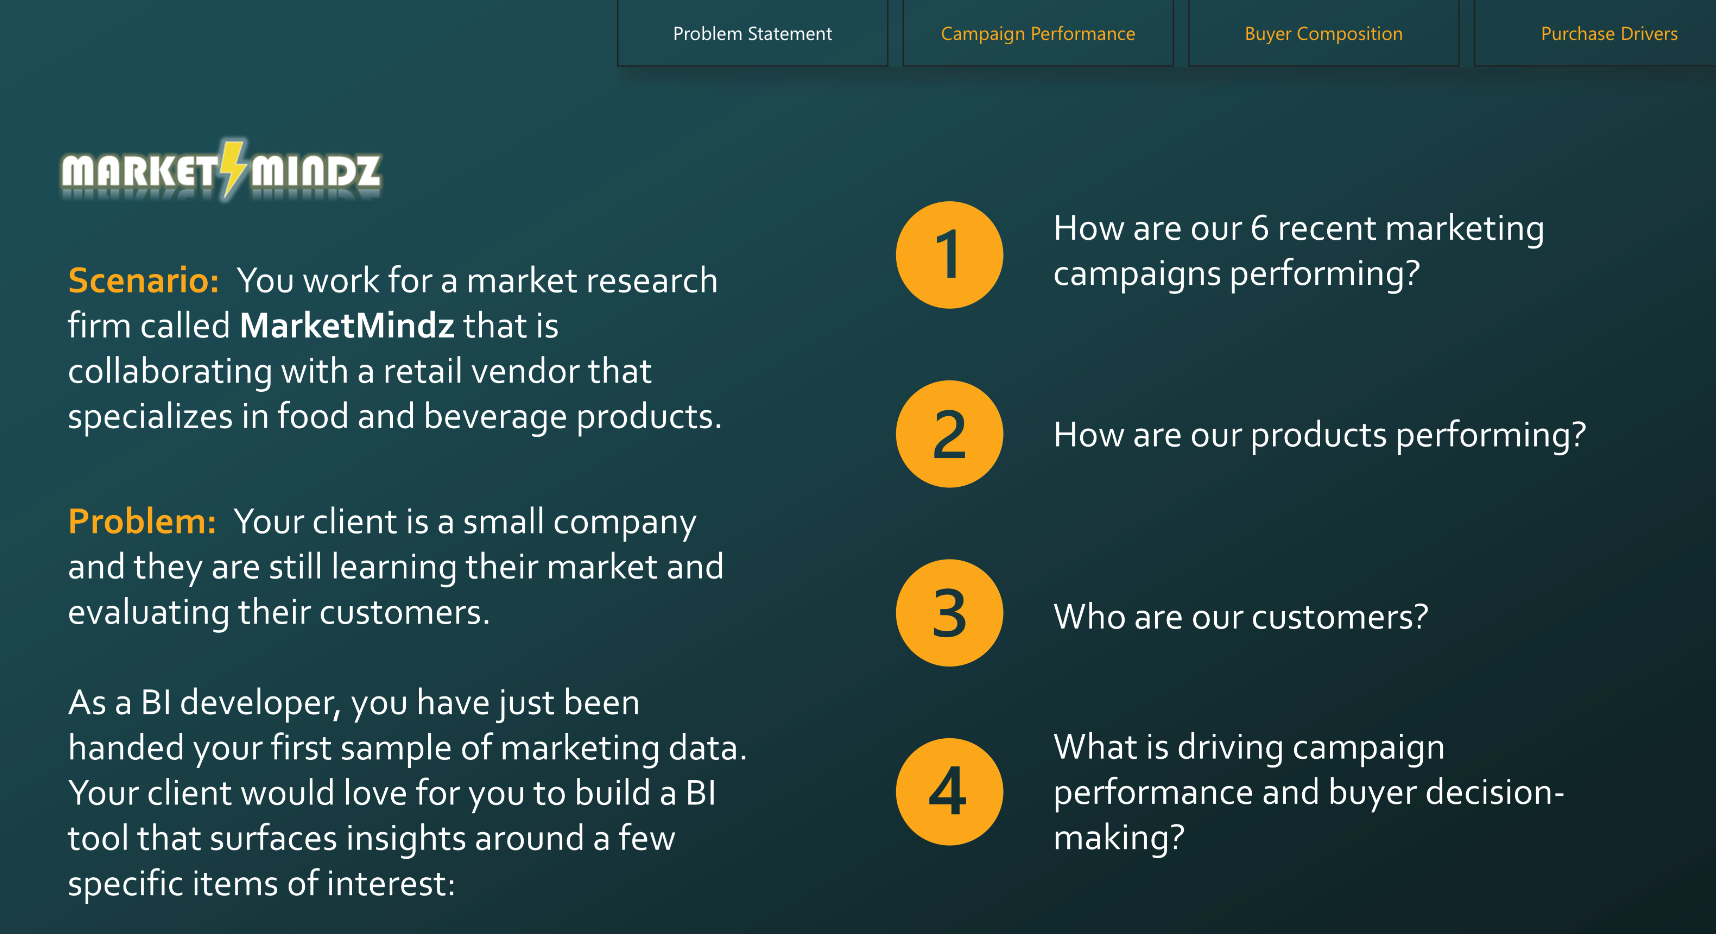 Problem Statement
Campaign Performance
Buyer Composition
Purchase Drivers
MARKET MINDZ
Scenario: You work for a market research
firm called MarketMindz that is
collaborating with a retail vendor that
specializes in food and beverage products.
Problem: Your client is a small company
and they are still learning their market and
evaluating their customers.
As a BI developer, you have just been
handed your first sample of marketing data.
Your client would love for you to build a BI
tool that surfaces insights around a few
specific items of interest:
1
How are our 6 recent marketing
campaigns performing?
2
How are our products performing?
3
Who are our customers?
4
What is driving campaign
performance and buyer decision-
making?